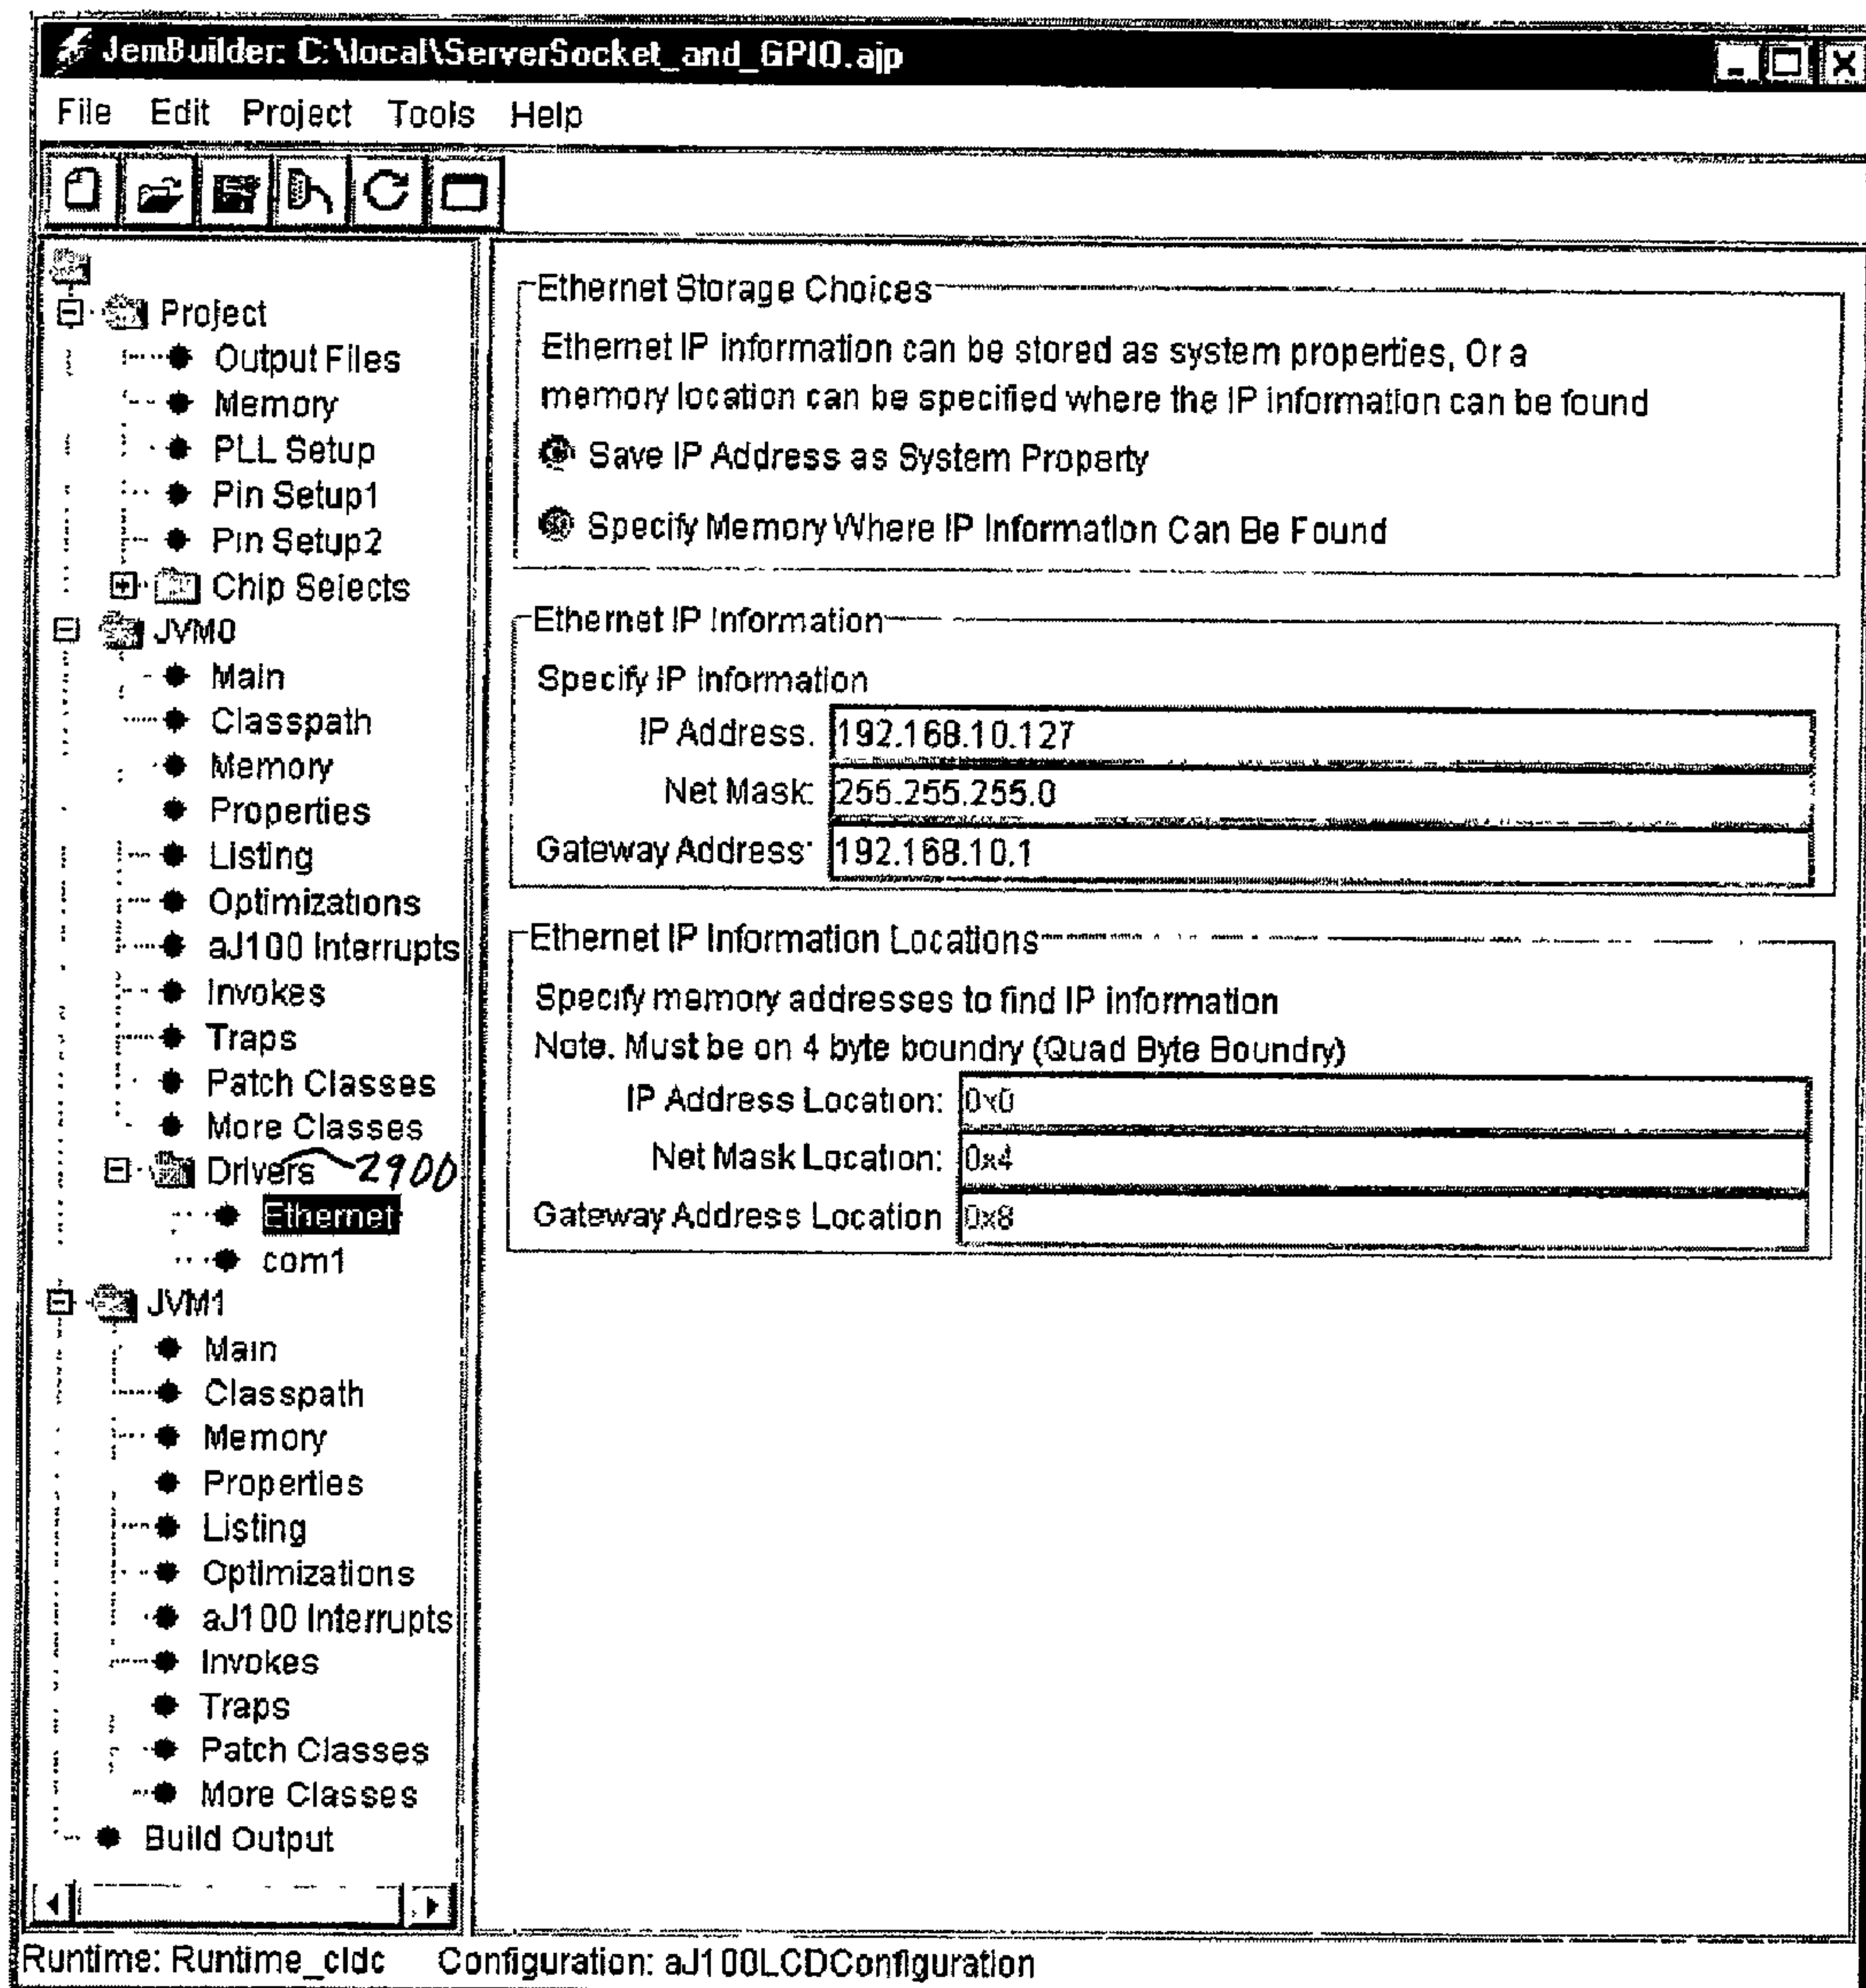 JemBuilder: C:\local\ServerSocket_and_GPIO.ajp
File Edit Project Tools Help
Project
Output Files
Memory
PLL Setup
Pin Setup1
Pin Setup2
Chip Selects
JVM0
Main
Classpath
Memory
Properties
Listing
Optimizations
aJ100 Interrupts
Invokes
Traps
Patch Classes
More Classes
Drivers 2900
Ethernet
com1
JVM1
Main
Classpath
Memory
Properties
Listing
Optimizations
aJ100 Interrupts
Invokes
Traps
Patch Classes
More Classes
Build Output
Ethernet Storage Choices
Ethernet IP information can be stored as system properties, Or a
memory location can be specified where the IP information can be found
Save IP Address as System Property
Specify Memory Where IP Information Can Be Found
Ethernet IP Information
Specify IP Information
IP Address. 192.168.10.127
Net Mask: 255.255.255.0
Gateway Address: 192.168.10.1
Ethernet IP Information Locations
Specify memory addresses to find IP information
Note. Must be on 4 byte boundry (Quad Byte Boundry)
IP Address Location: 0x0
Net Mask Location: 0x4
Gateway Address Location 0x8
Runtime: Runtime_cldc Configuration: aJ100LCDConfiguration